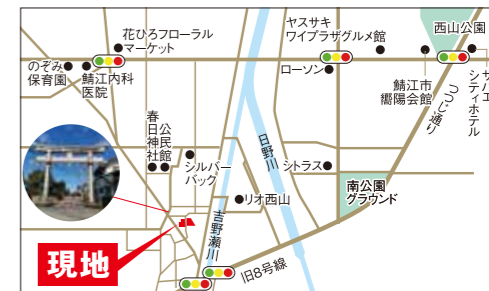 花ひろフローラル
マーケット
のぞみ
保育園
鯖江内科
医院
ヤスサキ
ワイプラザグルメ館
ローソン
西山公園
鯖江市
嚮陽会館
つつじ通り
サバエ
シティホテル
春日神社
公民館
シルバー
バック
日野川
シトラス
南公園
グラウンド
リオ西山
吉野瀬川
旧8号線
現地